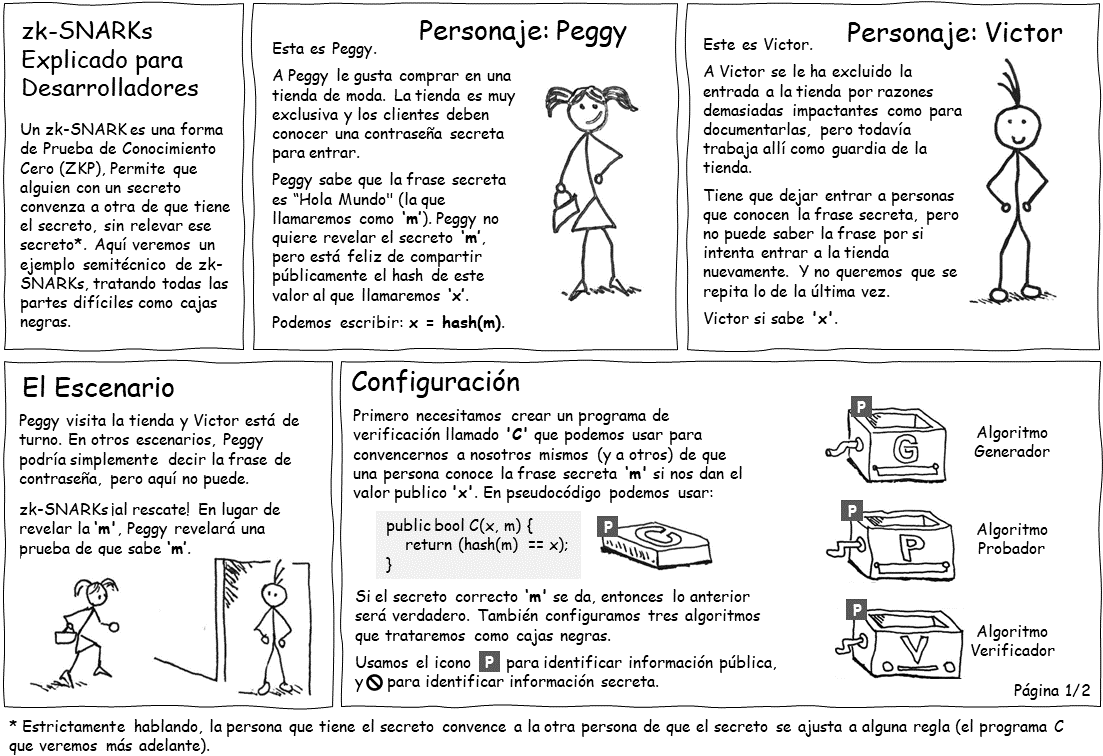 zk-SNARKs
Explicado para
Desarrolladores
Un zk-SNARK es una forma
de Prueba de Conocimiento
Cero (ZKP), Permite que
alguien con un secreto
convenza a otra de que tiene
el secreto, sin relevar ese
secreto*. Aquí veremos un
ejemplo semitécnico de zk-
SNARKs, tratando todas las
partes difíciles como cajas
negras.
Personaje: Peggy
Esta es Peggy.
A Peggy le gusta comprar en una
tienda de moda. La tienda es muy
exclusiva y los clientes deben
conocer una contraseña secreta
para entrar.
Peggy sabe que la frase secreta
es “Hola Mundo" (la que
llamaremos como ‘m’). Peggy no
quiere revelar el secreto ‘m’,
pero está feliz de compartir
públicamente el hash de este
valor al que llamaremos ‘x’.
Podemos escribir: x = hash(m).
Personaje: Victor
Este es Victor.
A Victor se le ha excluido la
entrada a la tienda por razones
demasiadas impactantes como para
documentarlas, pero todavía
trabaja allí como guardia de la
tienda.
Tiene que dejar entrar a personas
que conocen la frase secreta, pero
no puede saber la frase por si
intenta entrar a la tienda
nuevamente. Y no queremos que se
repita lo de la última vez.
Victor si sabe 'x'.
El Escenario
Peggy visita la tienda y Victor está de
turno. En otros escenarios, Peggy
podría simplemente decir la frase de
contraseña, pero aquí no puede.
zk-SNARKs ¡al rescate! En lugar de
revelar la ‘m’, Peggy revelará una
prueba de que sabe ‘m’.
Configuración
Primero necesitamos crear un programa de
verificación llamado 'C' que podemos usar para
convencernos a nosotros mismos (y a otros) de que
una persona conoce la frase secreta ‘m’ si nos dan el
valor publico 'x'. En pseudocódigo podemos usar:
public bool C(x, m) {
return (hash(m) == x);
}
P
C
Si el secreto correcto ‘m’ se da, entonces lo anterior
será verdadero. También configuramos tres algoritmos
que trataremos como cajas negras.
Usamos el icono P para identificar información pública,
y para identificar información secreta.
P
G
Algoritmo
Generador
P
P
Algoritmo
Probador
P
V
Algoritmo
Verificador
Página 1/2
* Estrictamente hablando, la persona que tiene el secreto convence a la otra persona de que el secreto se ajusta a alguna regla (el programa C
que veremos más adelante).